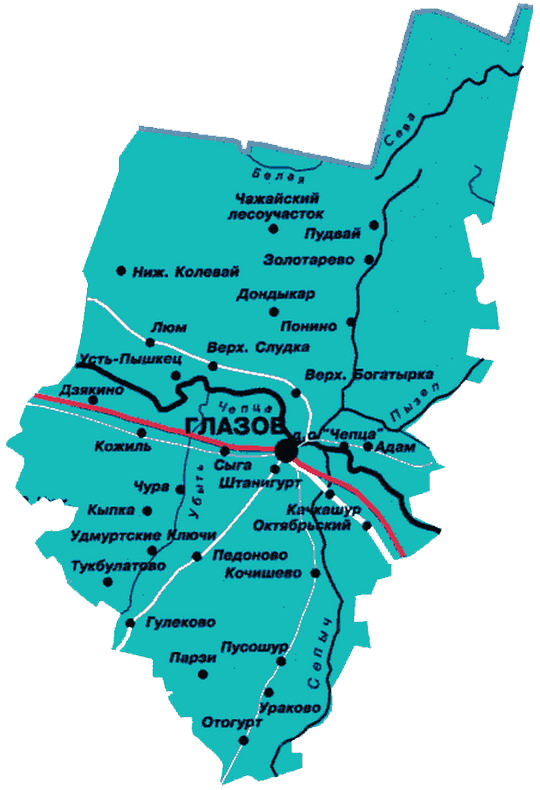 Сева
Белая
Чажайский
лесоучасток
Пудвай
Золотарево
Ниж. Колевай
Дондыкар
Понино
Люм
Верх. Слудка
Усть-Пышкец
Верх. Богатырка
Дзякино
Пызеп
Чепца
ГЛАЗОВ
д.о."Чепца"
Адам
Кожиль
Сыга
Штанигурт
Убыть
Чурв
Качкашур
Кыпка
Октябрьский
Удмуртские Ключи
Педоново
Тукбулатово
Кочишево
Гулеково
Сепыч
Пусошур
Парзи
Ураково
Отогурт